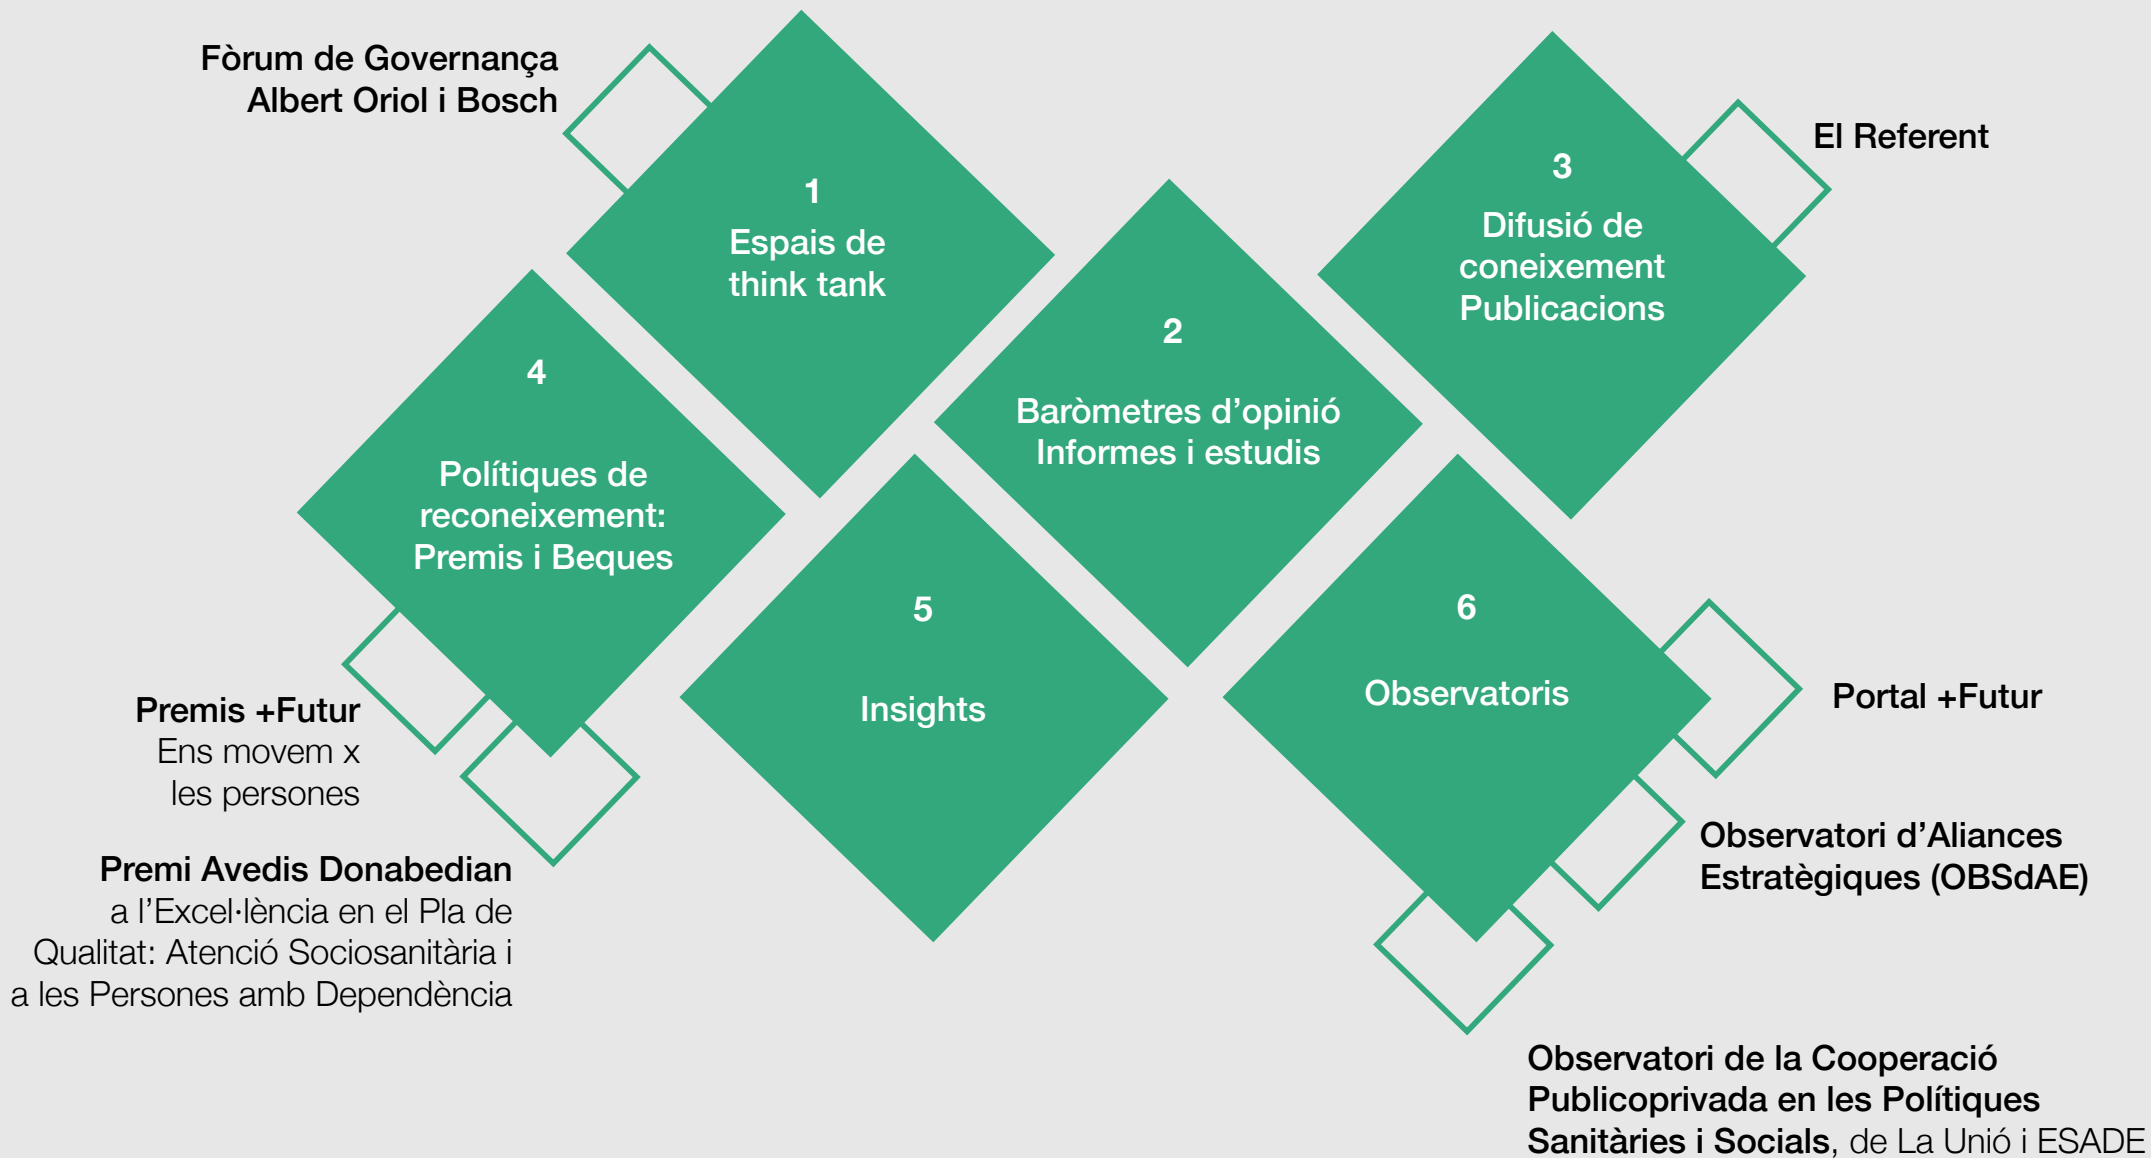 Fòrum de Governança
Albert Oriol i Bosch
1
Espais de
think tank
2
Baròmetres d’opinió
Informes i estudis
3
Difusió de
coneixement
Publicacions
El Referent
4
Polítiques de
reconeixement:
Premis i Beques
Premis +Futur
Ens movem x
les persones
Premi Avedis Donabedian
a l’Excel·lència en el Pla de
Qualitat: Atenció Sociosanitària i
a les Persones amb Dependència
5
Insights
6
Observatoris
Portal +Futur
Observatori d’Aliances
Estratègiques (OBSdAE)
Observatori de la Cooperació
Publicoprivada en les Polítiques
Sanitàries i Socials, de La Unió i ESADE